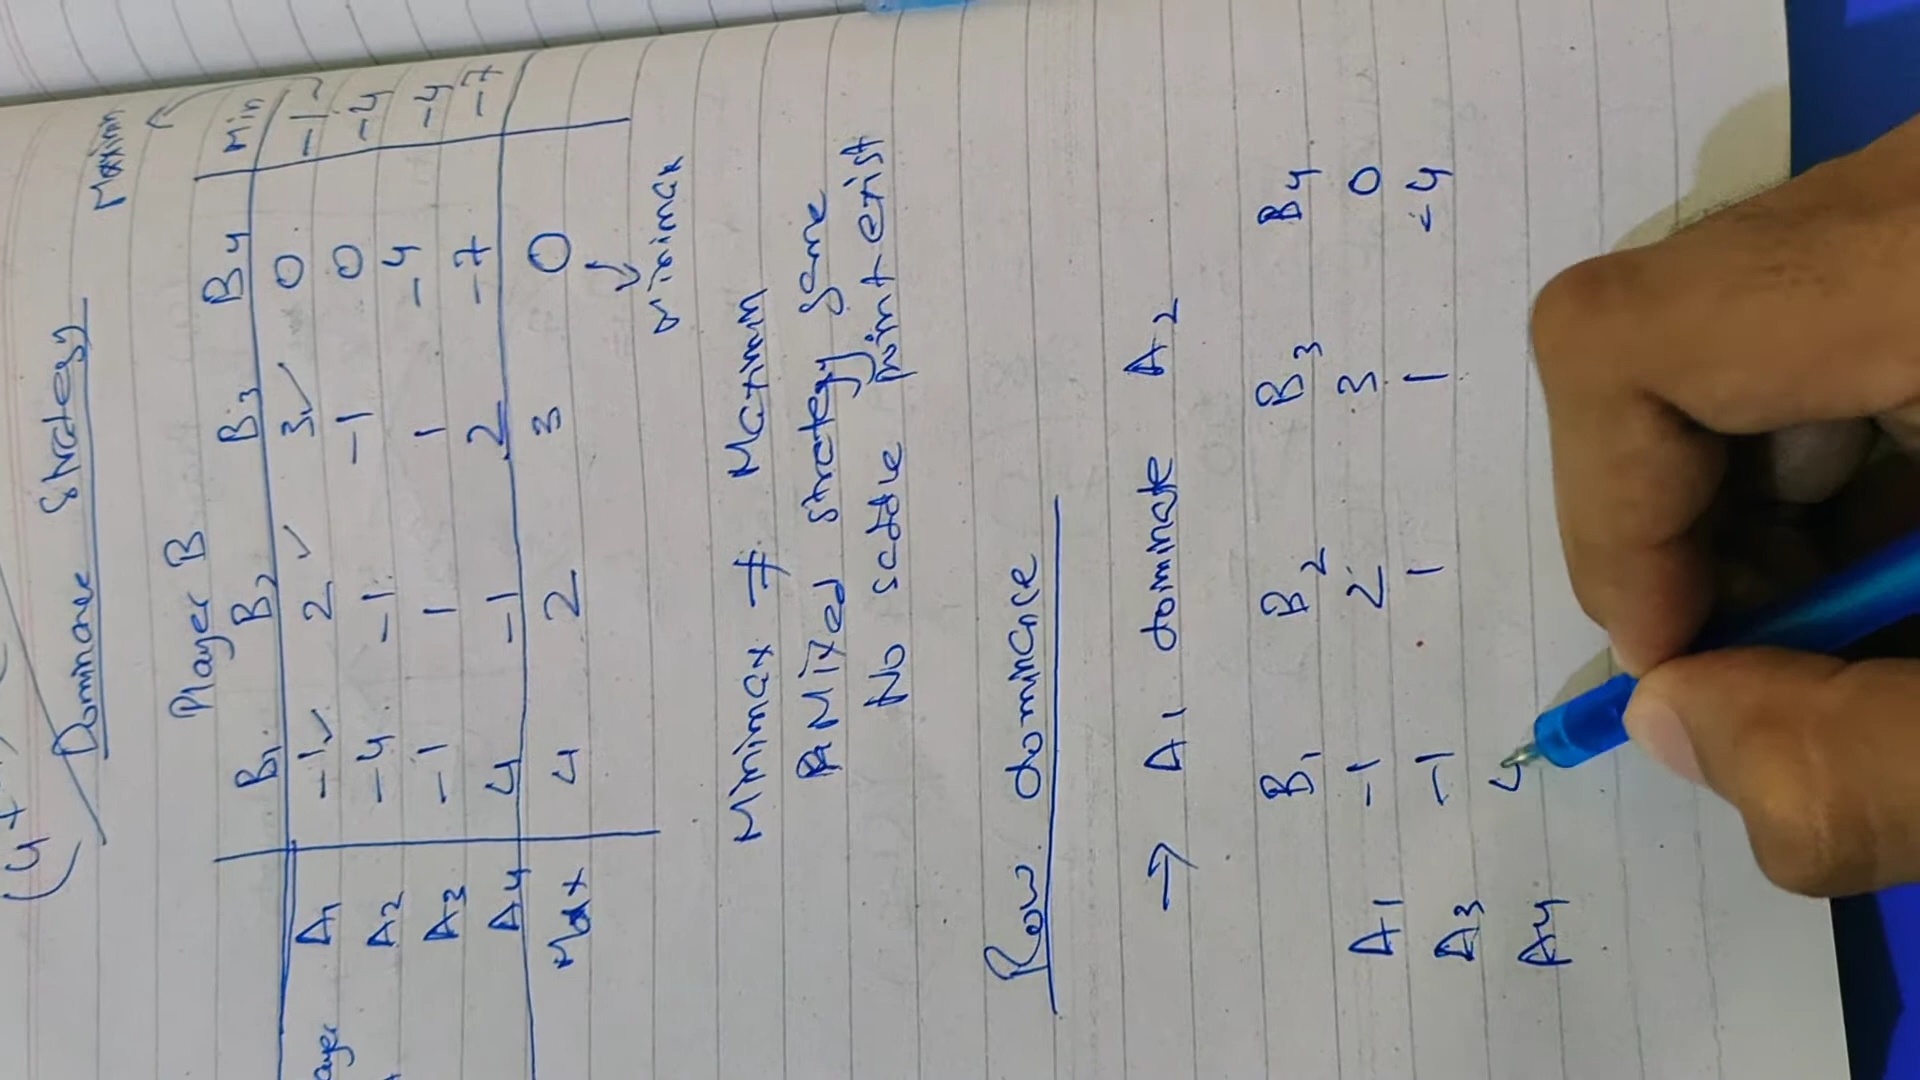 Dominance Strategy
Maximin
Player B
B1 B2 B3 B4 Min
A1 -1 2 3 0 -1
A2 -4 -1 -1 0 -4
A3 -1 1 1 -4 -4
A4 4 -1 2 -7 -7
Max 4 2 3 0
minimax
Minimax ≠ Maximin
Mixed strategy game
No saddle point exist
Row dominance
→ A1 dominate A2
B1 B2 B3 B4
A1 -1 2 3 0
A3 -1 1 1 -4
A4 4